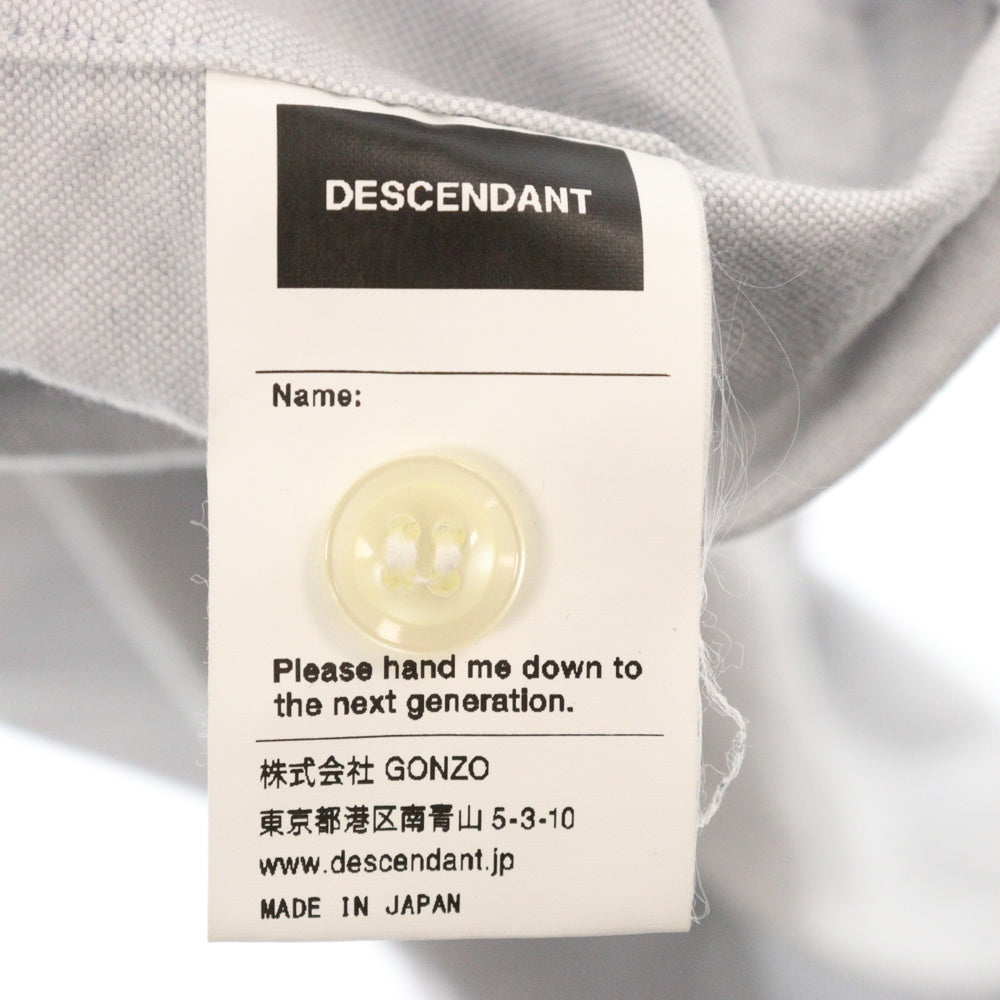 DESCENDANT
Name:
Please hand me down to
the next generation.
株式会社 GONZO
東京都港区南青山 5-3-10
www.descendant.jp
MADE IN JAPAN